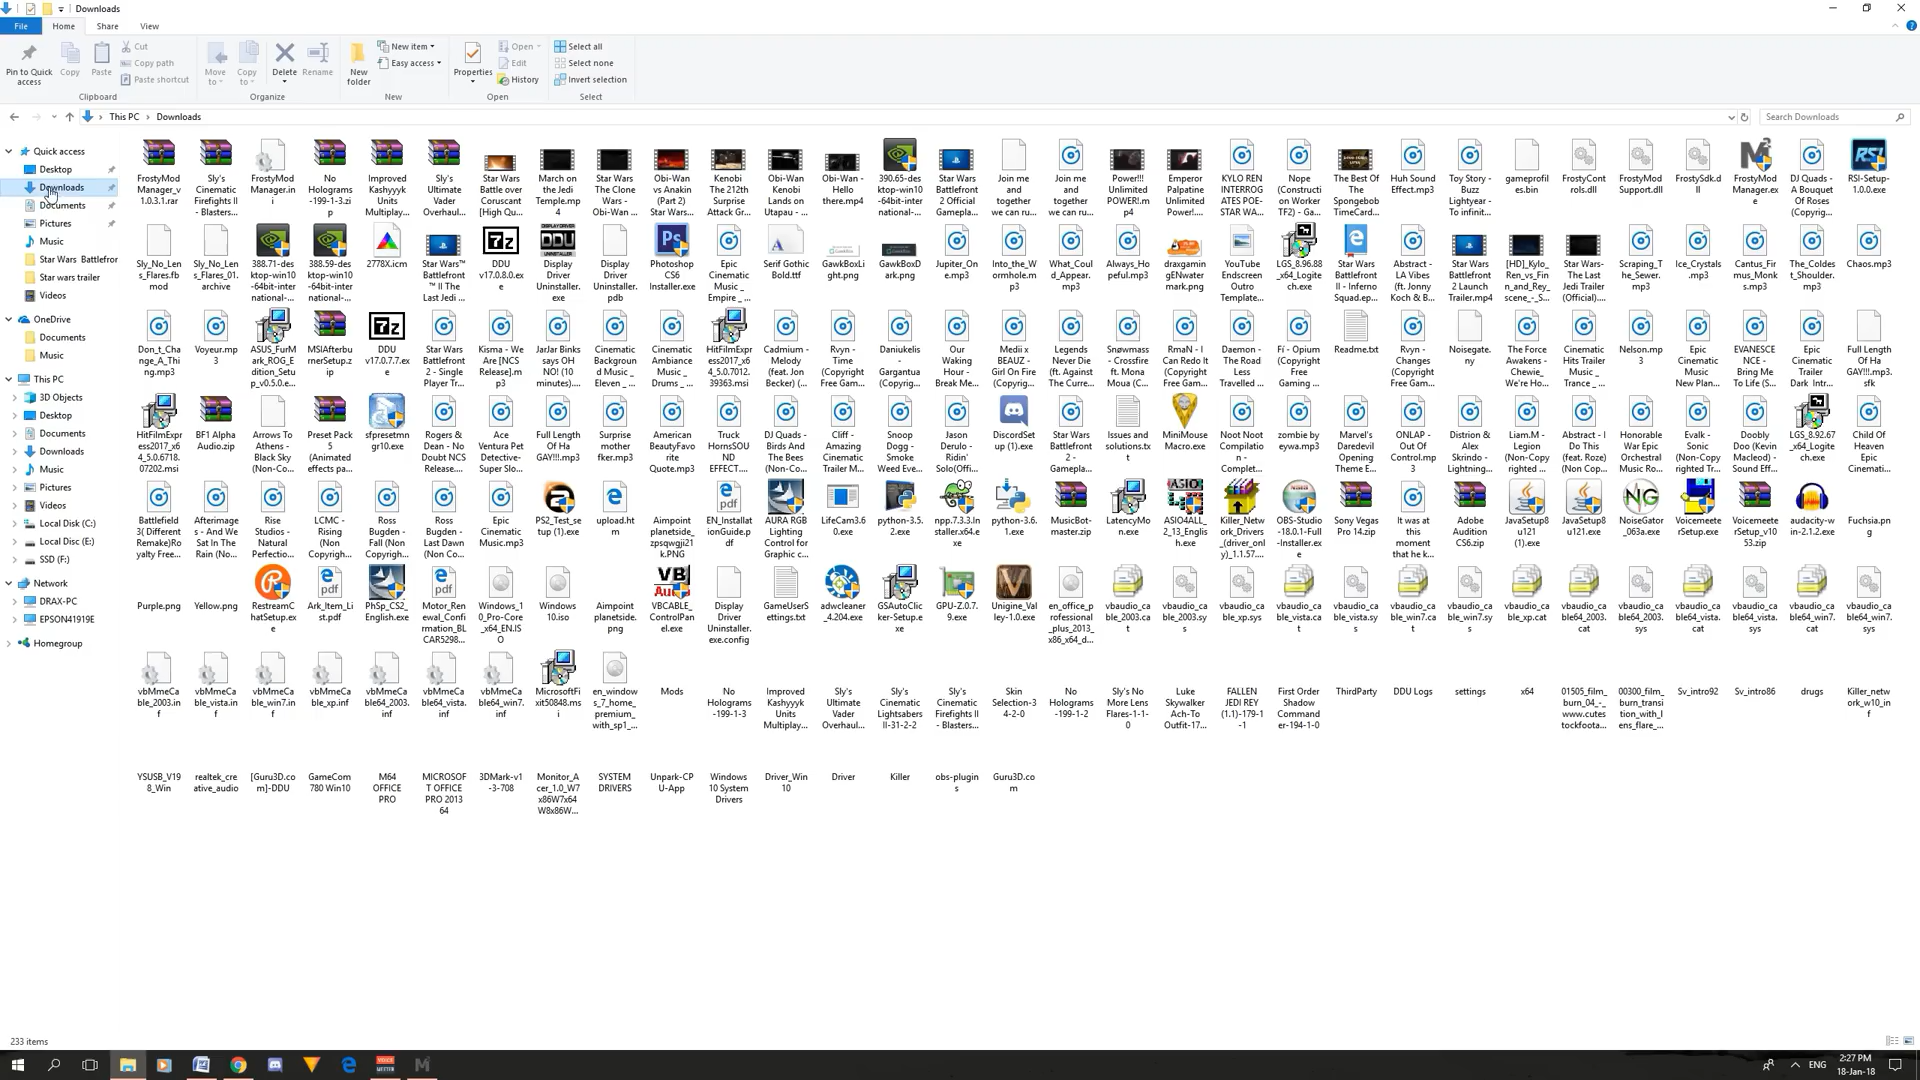 Downloads
File Home Share View
Pin to Quick access
Copy
Paste
Cut
Copy path
Paste shortcut
Move to
Copy to
Delete
Rename
New folder
New item
Easy access
Properties
Open
Edit
History
Select all
Select none
Invert selection
Clipboard Organize New Open Select
This PC Downloads
Search Downloads
Quick access
Desktop
Downloads
Documents
Pictures
Music
Star Wars Battlefror
Star wars trailer
Videos
OneDrive
Documents
Music
This PC
3D Objects
Desktop
Documents
Downloads
Music
Pictures
Videos
Local Disk (C:)
Local Disk (E:)
SSD (F:)
Network
DRAX-PC
EPSON41919E
Homegroup
FrostyMod Manager_v1.0.3.1.rar
Sly's Cinematic Firefights II - Blasters...
FrostyMod Manager.ini
No Holograms-199-1-3.zip
Improved Kashyyyk Units Multiplay...
Sly's Ultimate Vader Overhaul...
Star Wars Battle over Coruscant [High Qu...
March on the Jedi Temple.mp4
Star Wars The Clone Wars - Obi-Wan ...
Obi-Wan vs Anakin (Part 2) Star Wars...
Kenobi The 212th Surprise Attack Gr...
Obi-Wan Kenobi Lands on Utapau - ...
Obi-Wan - Hello there.mp4
390.65-desktop-win10-64bit-international-...
Star Wars Battlefront 2 Official Gamepla...
Join me and together we can ru...
Join me and together we can ru...
Power!!! Unlimited POWER!.mp4
Emperor Palpatine Unlimited Power!....
KYLO REN INTERROGATES POE-STAR WA...
Nope (Construction Worker TF2) - Ga...
The Best Of The Spongebob TimeCard...
Huh Sound Effect.mp3
Toy Story - Buzz Lightyear - To infinit...
gameprofiles.bin
FrostyControls.dll
FrostyMod Support.dll
FrostySdk.dll
FrostyMod Manager.exe
DJ Quads - A Bouquet Of Roses (Copyrig...
RSI-Setup-1.0.0.exe
Sly_No_Lens_Flares.fbmod
Sly_No_Lens_Flares_01.archive
388.71-desktop-win10-64bit-international-...
388.59-desktop-win10-64bit-international-...
2778X.icm
Star Wars™ Battlefront™ II The Last Jedi ...
DDU v17.0.8.0.exe
Display Driver Uninstaller.exe
Display Driver Uninstaller.pdb
Photoshop CS6 Installer.exe
Epic Cinematic Music _ Empire _ ...
Serif Gothic Bold.ttf
GawkBoxLight.png
GawkBoxDark.png
Jupiter_One.mp3
Into_the_Wormhole.mp3
What_Could_Appear.mp3
Always_Hopeful.mp3
draxgamingENwatermark.png
YouTube Endscreen Outro Template...
LGS_8.96.88_x64_Logitech.exe
Star Wars Battlefront II - Inferno Squad.ep...
Abstract - LA Vibes (ft. Jonny Koch & B...
Star Wars Battlefront 2 Launch Trailer.mp4
[HD]_Kylo_Ren_vs_Finn_and_Rey_scene_-_S...
Star Wars- The Last Jedi Trailer (Official)....
Scraping_The_Sewer.mp3
Ice_Crystals.mp3
Cantus_Firmus_Monks.mp3
The_Coldest_Shoulder.mp3
Chaos.mp3
Don_t_Change_A_Thing.mp3
Voyeur.mp3
ASUS_FurMark_ROG_Edition_Setup_v0.5.0.e...
MSIAfterburnerSetup.zip
DDU v17.0.7.7.exe
Star Wars Battlefront 2 - Single Player Tr...
Kisma - We Are [NCS Release].mp3
JarJar Binks says OH NO! (10 minutes)....
Cinematic Background Music _ Eleven _ ...
Cinematic Ambiance Music _ Drums _ ...
HitFilmExpress2017_x64_5.0.7012.39363.msi
Cadmium - Melody (feat. Jon Becker) (...
Rvyn - (Copyright Free Gam...
Daniukelis - Gargantua (Copyrig...
Our Waking Hour - Break Me...
Medii x BEAUZ - Girl On Fire (Copyrig...
Legends Never Die (ft. Against The Curre...
Snøwmass - Crossfire ft. Mona Moua (C...
RmaN - I Can Redo It (Copyright Free Gam...
Daemon - The Road Less Travelled ...
Fi - Opium (Copyright Free Gaming ...
Readme.txt
Rvyn - Changes (Copyright Free Gam...
Noisegate.ny
The Force Awakens - Chewie_ We're Ho...
Cinematic Hits Trailer Music _ Trance _ ...
Nelson.mp3
Epic Cinematic Music New Plan...
EVANESCENCE - Bring Me To Life (S...
Epic Cinematic Trailer Dark Intr...
Full Length Of Ha GAY!!!.mp3.sfk
HitFilmExpress2017_x64_5.0.6718.07202.msi
BF1 Alpha Audio.zip
Arrows To Athens - Black Sky (Non-Co...
Preset Pack 5 (Animated effects pa...
sfpresetmngr10.exe
Rogers & Dean - No Doubt NCS Release....
Ace Ventura Pet Detective- Super Slo...
Full Length Of Ha GAY!!!.mp3
Surprise mother fker.mp3
American BeautyFavorite Quote.mp3
Truck HornsSOUND EFFECT....
DJ Quads - Birds And The Bees (Non-Co...
Cliff - Amazing Cinematic Trailer M...
Snoop Dogg - Smoke Weed Eve...
Jason Derulo - Ridin' Solo(Offi...
DiscordSetup (1).exe
Star Wars Battlefront 2 - Gamepla...
Issues and solutions.txt
MiniMouseMacro.exe
Noot Noot Compilation - Complet...
zombie by eywa.mp3
Marvel's Daredevil Opening Theme E...
ONLAP - Out Of Control.mp3
Distrion & Alex Skrindo - Lightning...
Liam.M - Legion (Non-Copyrighted ...
Abstract - I Do This (feat. Roze) (Non Cop...
Honorable War Epic Orchestral Music Ro...
Evalk - Sonic (Non-Copyrighted Tr...
Doobly Doo (Kevin Macleod) - Sound Eff...
LGS_8.92.67_x64_Logitech.exe
Child Of Heaven Epic Cinemati...
Battlefield 3( Different Remake)Royalty Free...
Afterimages - And We Sat In The Rain (No...
Rise Studios - Natural Perfectio...
LCMC - Rising (Non Copyrigh...
Ross Bugden - Fall (Non Copyrigh...
Ross Bugden - Last Dawn (Non Co...
Epic Cinematic Music.mp3
PS2_Test_setup (1).exe
upload.htm
Aimpoint planetside_zpsqwgji21k.PNG
EN_InstallationGuide.pdf
AURA RGB Lighting Control for Graphic c...
LifeCam3.60.exe
python-3.5.2.exe
npp.7.3.3.Installer.x64.exe
python-3.6.1.exe
MusicBot-master.zip
LatencyMon.exe
ASIO4ALL_2_13_English.exe
Killer_Netw_Drivers_(driver_only)_1.1.57....
OBS-Studio-18.0.1-Full-Installer.exe
Sony Vegas Pro 14.zip
It was at this moment that he k...
Adobe Audition CS6.zip
JavaSetup8u121 (1).exe
JavaSetup8u121.exe
NoiseGator_063a.exe
VoicemeeterSetup.exe
VoicemeeterSetup_v1053.zip
audacity-win-2.1.2.exe
Fuchsia.png
Purple.png
Yellow.png
RestreamChatSetup.exe
Ark_Item_List.pdf
PhSp_CS2_English.exe
Motor_Renewal_Confirmation_BLCAR5298...
Windows_10_Pro-Core_x64_EN.ISO
Windows 10.iso
Aimpoint planetside.png
VBCABLE_ControlPanel.exe
Display Driver Uninstaller.exe.config
GameUserSettings.txt
adwcleaner_4.204.exe
GSAutoClicker-Setup.exe
GPU-Z.0.7.9.exe
Unigine_Valley-1.0.exe
en_office_professional_plus_2013_x86_x64_d...
vbaudio_cable_2003.cat
vbaudio_cable_2003.sys
vbaudio_cable_xp.sys
vbaudio_cable_vista.cat
vbaudio_cable_vista.sys
vbaudio_cable_win7.cat
vbaudio_cable_win7.sys
vbaudio_cable_xp.cat
vbaudio_cable64_2003.cat
vbaudio_cable64_2003.sys
vbaudio_cable64_vista.cat
vbaudio_cable64_vista.sys
vbaudio_cable64_win7.cat
vbaudio_cable64_win7.sys
vbMmeCable_2003.inf
vbMmeCable_vista.inf
vbMmeCable_win7.inf
vbMmeCable_xp.inf
vbMmeCable64_2003.inf
vbMmeCable64_vista.inf
vbMmeCable64_win7.inf
MicrosoftFixit50848.msi
en_windows_7_home_premium_with_sp1_...
Mods
No Holograms-199-1-3
Improved Kashyyyk Units Multiplay...
Sly's Ultimate Vader Overhaul...
Sly's Cinematic Lightsabers II-31-2-2
Sly's Cinematic Firefights II - Blasters...
Skin Selection-34-2-0
No Holograms-199-1-2
Sly's No More Lens Flares-1-1-0
Luke Skywalker Ach-To Outfit-17...
FALLEN JEDI REY (1.1)-179-1-1
First Order Shadow Commander-194-1-0
ThirdParty
DDU Logs
settings
x64
01505_film_burn_04_-_www.cutestockfoota...
00300_film_burn_transition_with_lens_flare_...
Sv_intro92
Sv_intro86
drugs
Killer_network_w10_inf
YSUSB_V198_Win
realtek_creative_audio
[Guru3D.com]-DDU
GameCom 780 Win10
M64 OFFICE PRO
MICROSOFT OFFICE PRO 2013 64
3DMark-v1-3-708
Monitor_Acer_1.0_W7x86W7x64W8x86W...
SYSTEM DRIVERS
Unpark-CPU-App
Windows 10 System Drivers
Driver_Win10
Driver
Killer
obs-plugins
Guru3D.com
233 items
ENG
2:27 PM
18-Jan-18